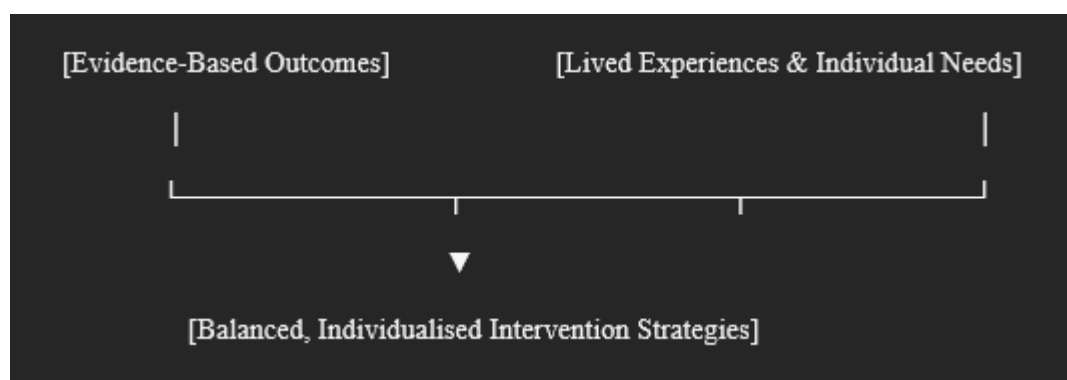 [Evidence-Based Outcomes] [Lived Experiences & Individual Needs]
[Balanced, Individualised Intervention Strategies]